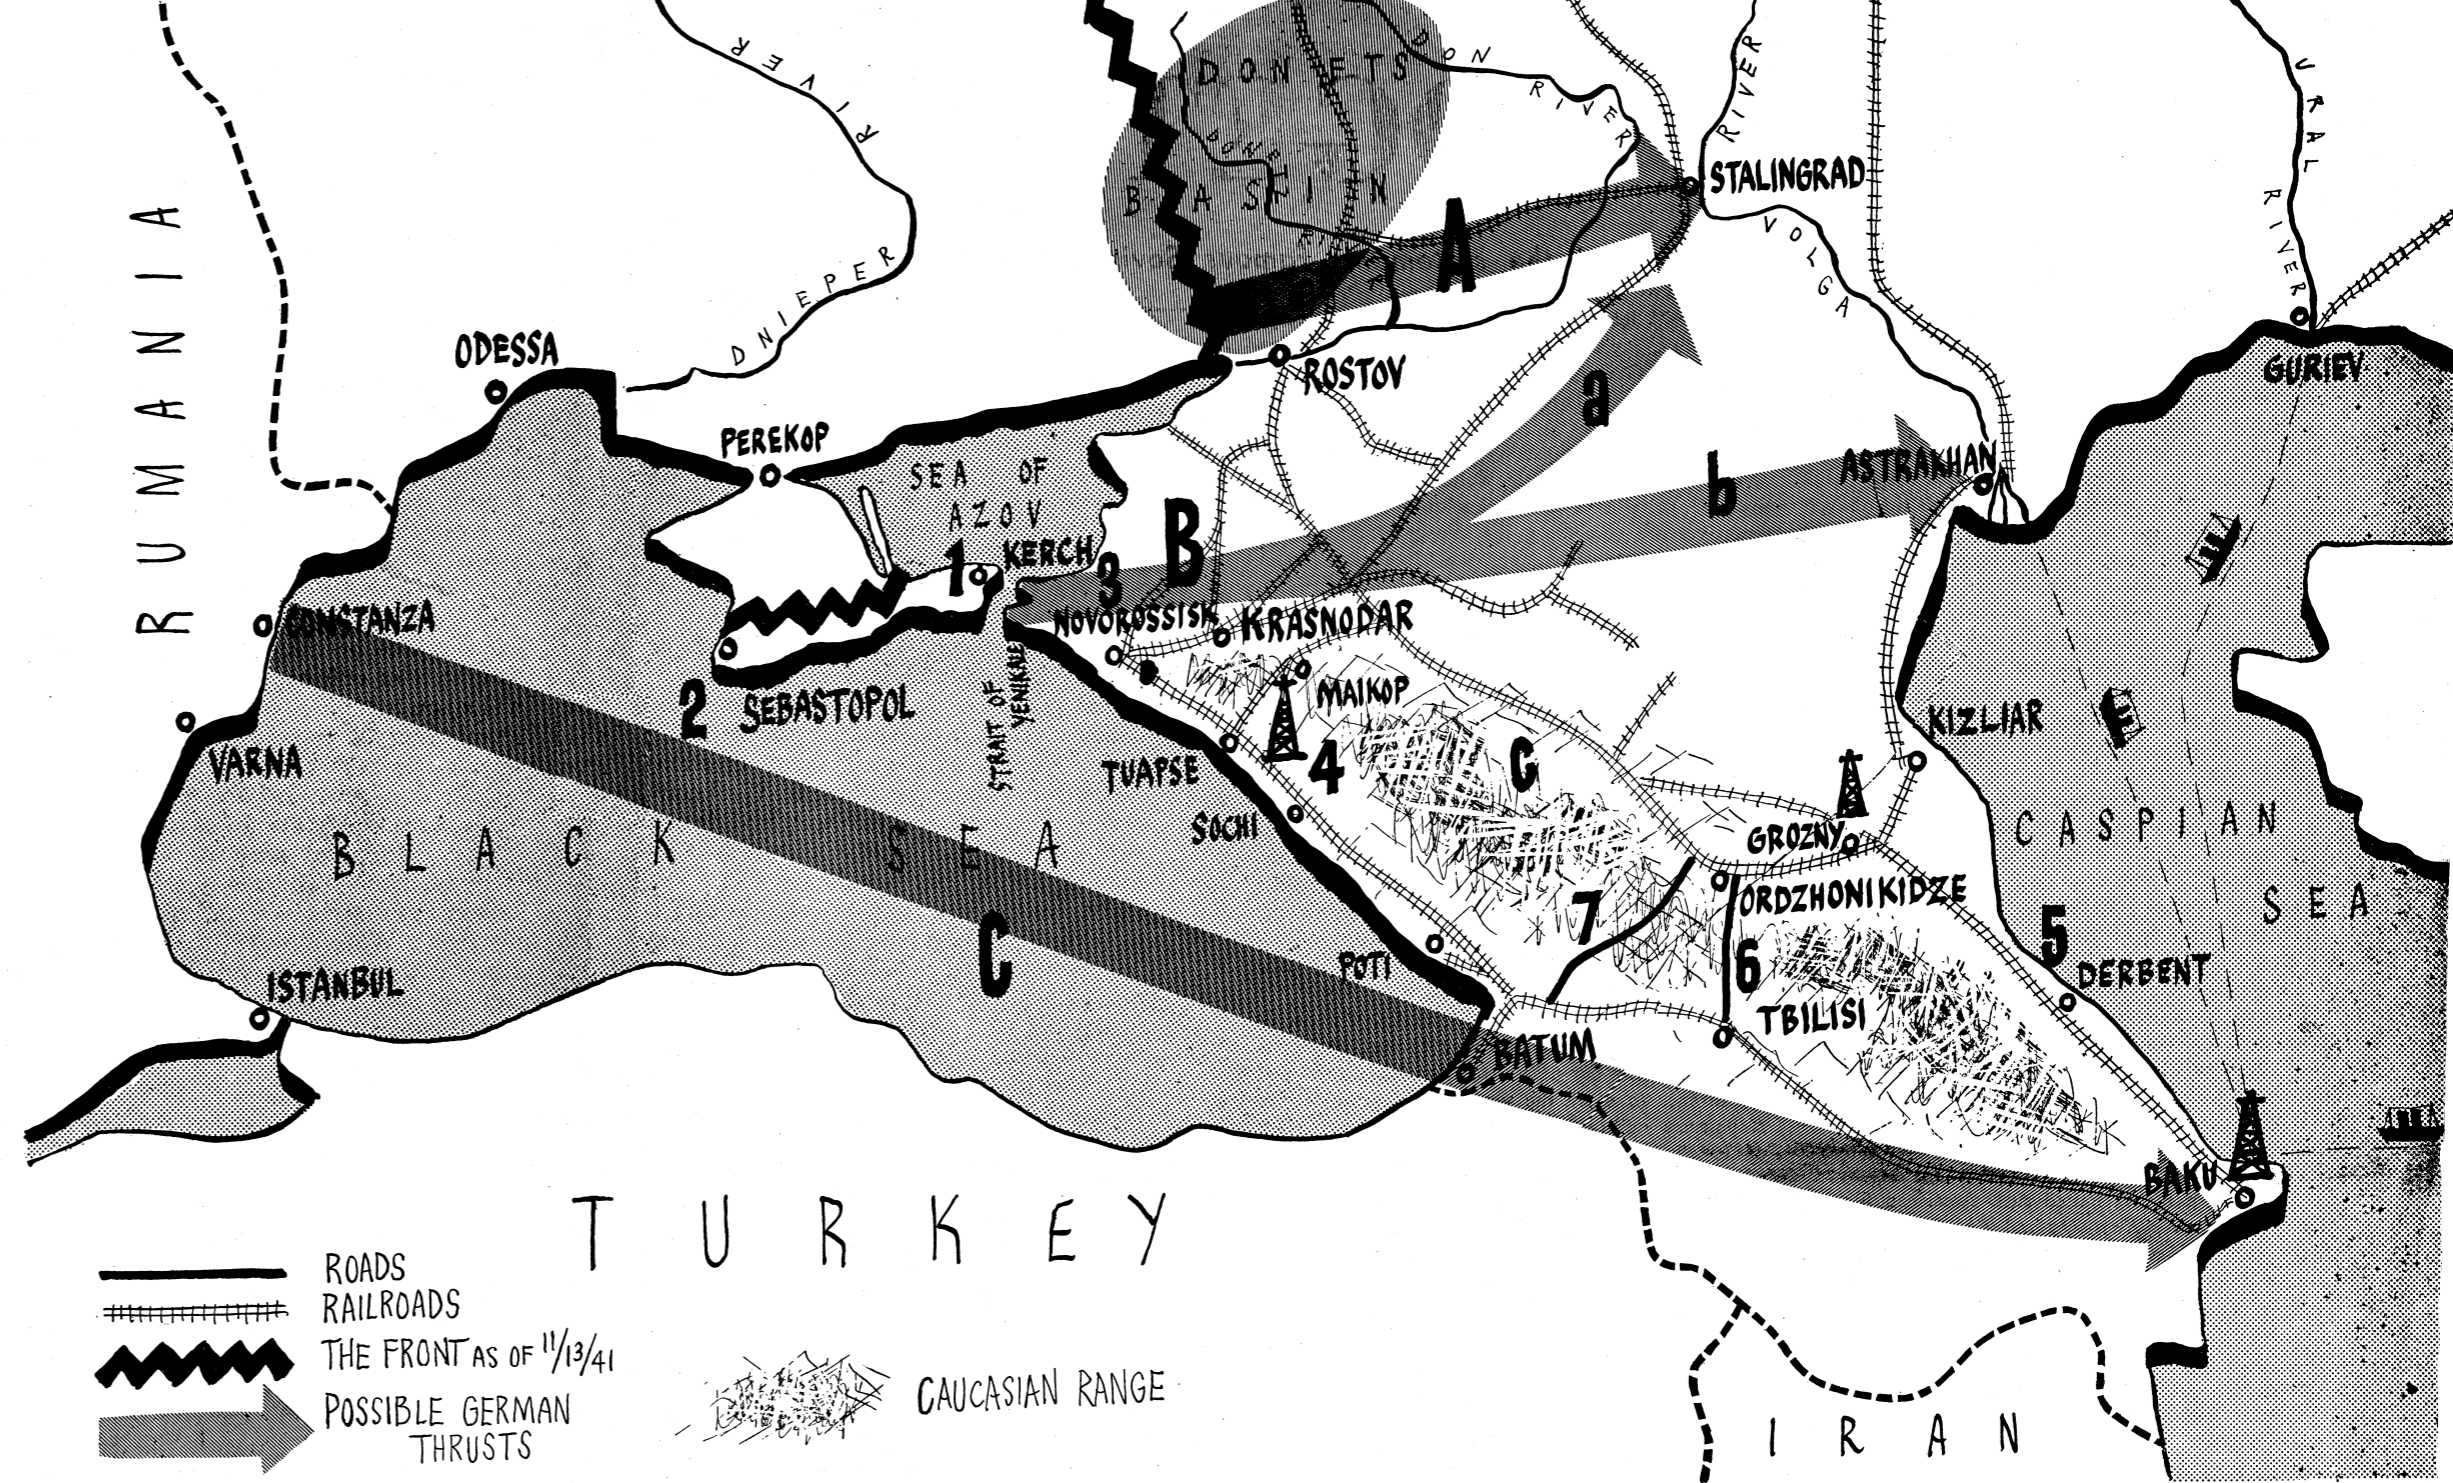 RIVER
DONETS
BASIN
DONETS
RIVER
DON RIVER
RIVER
VOLGA
URAL RIVER
STALINGRAD
A
RUMANIA
DNIEPER
ODESSA
ROSTOV
GURIEV
a
PEREKOP
SEA OF
AZOV
b
ASTRAKHAN
B
1
KERCH
3
CONSTANZA
NOVOROSSISK
KRASNODAR
2
SEBASTOPOL
STRAIT OF
YENIKALE
MAIKOP
KIZLIAR
VARNA
TUAPSE
4
C
SOCHI
GROZNY
CASPIAN
SEA
BLACK SEA
ORDZHONIKIDZE
7
5
6
C
POTI
DERBENT
ISTANBUL
TBILISI
BATUM
BAKU
TURKEY
ROADS
RAILROADS
THE FRONT AS OF 11/13/41
POSSIBLE GERMAN
THRUSTS
CAUCASIAN RANGE
IRAN